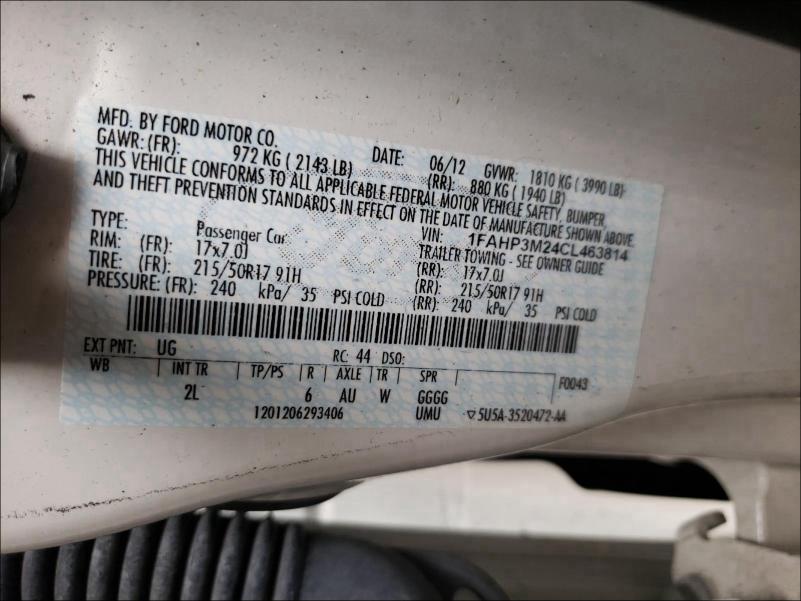 MFD. BY FORD MOTOR CO. DATE: 06/12 GVWR: 1810 KG ( 3990 LB)
GAWR: (FR): 972 KG ( 2143 LB) (RR): 880 KG ( 1940 LB)
THIS VEHICLE CONFORMS TO ALL APPLICABLE FEDERAL MOTOR VEHICLE SAFETY, BUMPER,
AND THEFT PREVENTION STANDARDS IN EFFECT ON THE DATE OF MANUFACTURE SHOWN ABOVE.
VIN: 1FAHP3M24CL463814
TYPE: Passenger Car TRAILER TOWING - SEE OWNER GUIDE
RIM: (FR): 17x7.0J (RR): 17x7.0J
TIRE: (FR): 215/50R17 91H (RR): 215/50R17 91H
PRESSURE: (FR): 240 kPa/ 35 PSI COLD (RR): 240 kPa/ 35 PSI COLD
EXT PNT: UG RC: 44 DSO: F0043
WB INT TR TP/PS R AXLE TR SPR
2L 6 AU W GGGG
1201206293406 UMU ▽5U5A-3520472-AA